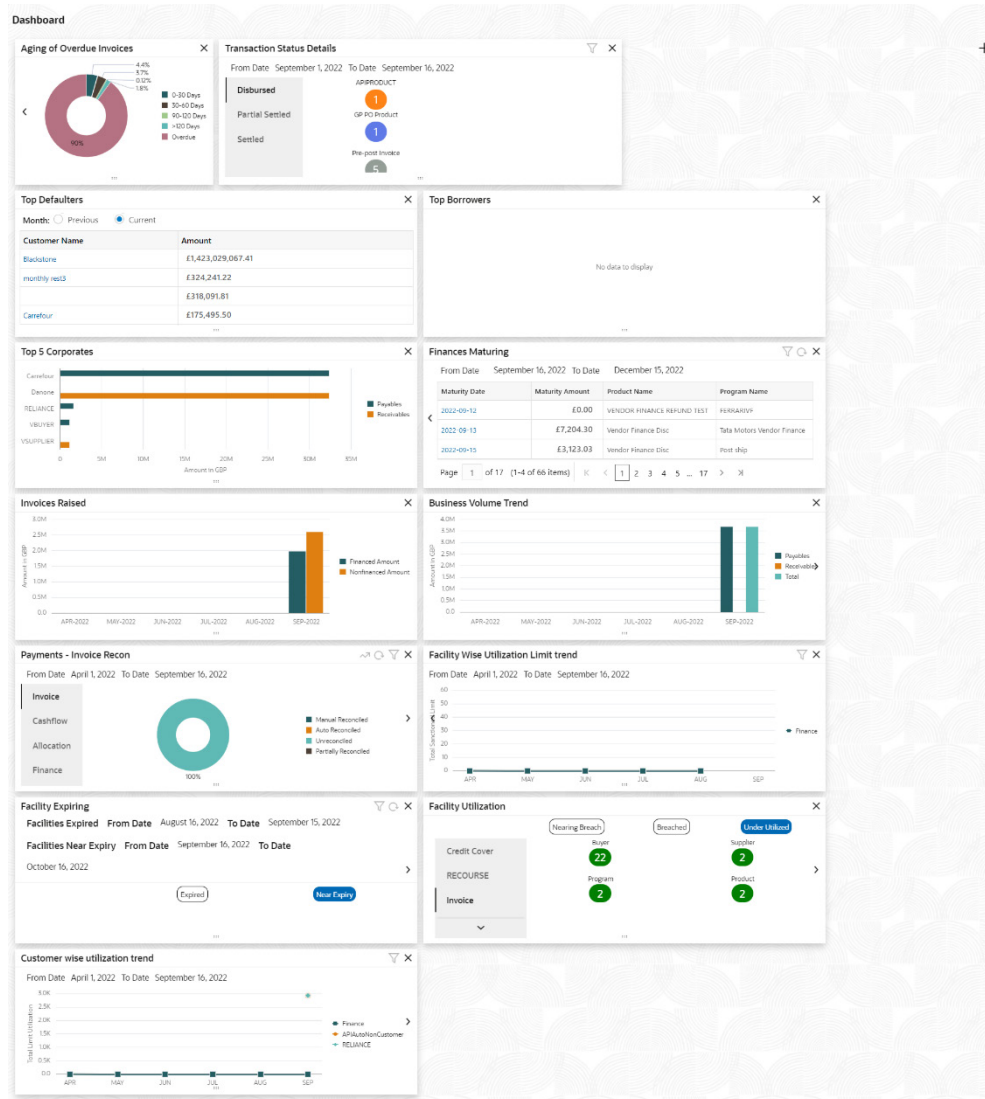 Dashboard
Aging of Overdue Invoices
4.4%
3.7%
0.12%
1.8%
90%
0-30 Days
30-60 Days
90-120 Days
>120 Days
Overdue
Transaction Status Details
From Date September 1, 2022 To Date September 16, 2022
Disbursed
Partial Settled
Settled
APIPRODUCT
1
GP PO Product
1
Pre-post Invoice
5
Top Defaulters
Month: Previous Current
Customer Name Amount
Blackstone £1,423,029,067.41
monthly rest3 £324,241.22
£318,091.81
Carrefour £175,495.50
Top Borrowers
No data to display
Top 5 Corporates
Carrefour
Danone
RELIANCE
VBUYER
VSUPPLIER
0 5M 10M 15M 20M 25M 30M 35M
Amount in GBP
Payables
Receivables
Finances Maturing
From Date September 16, 2022 To Date December 15, 2022
Maturity Date Maturity Amount Product Name Program Name
2022-09-12 £0.00 VENDOR FINANCE REFUND TEST FERRARIVF
2022-09-13 £7,204.30 Vendor Finance Disc Tata Motors Vendor Finance
2022-09-15 £3,123.03 Vendor Finance Disc Post ship
Page 1 of 17 (1-4 of 66 items) 1 2 3 4 5 ... 17
Invoices Raised
3.0M
2.5M
2.0M
1.5M
1.0M
0.5M
0.0
Amount in GBP
APR-2022 MAY-2022 JUN-2022 JUL-2022 AUG-2022 SEP-2022
Financed Amount
Nonfinanced Amount
Business Volume Trend
4.0M
3.5M
3.0M
2.5M
2.0M
1.5M
1.0M
0.5M
0.0
Amount in GBP
APR-2022 MAY-2022 JUN-2022 JUL-2022 AUG-2022 SEP-2022
Payables
Receivables
Total
Payments - Invoice Recon
From Date April 1, 2022 To Date September 16, 2022
Invoice
Cashflow
Allocation
Finance
100%
Manual Reconciled
Auto Reconciled
Unreconciled
Partially Reconciled
Facility Wise Utilization Limit trend
From Date April 1, 2022 To Date September 16, 2022
60
50
40
30
20
10
0
Total Sanctioned Limit
APR MAY JUN JUL AUG SEP
Finance
Facility Expiring
Facilities Expired From Date August 16, 2022 To Date September 15, 2022
Facilities Near Expiry From Date September 16, 2022 To Date
October 16, 2022
Expired Near Expiry
Facility Utilization
Nearing Breach Breached Under Utilized
Credit Cover
RECOURSE
Invoice
Buyer
22
Supplier
2
Program
2
Product
2
Customer wise utilization trend
From Date April 1, 2022 To Date September 16, 2022
3.0K
2.5K
2.0K
1.5K
1.0K
0.5K
0.0
Total Limit Utilization
APR MAY JUN JUL AUG SEP
Finance
APIAutoNonCustomer
RELIANCE